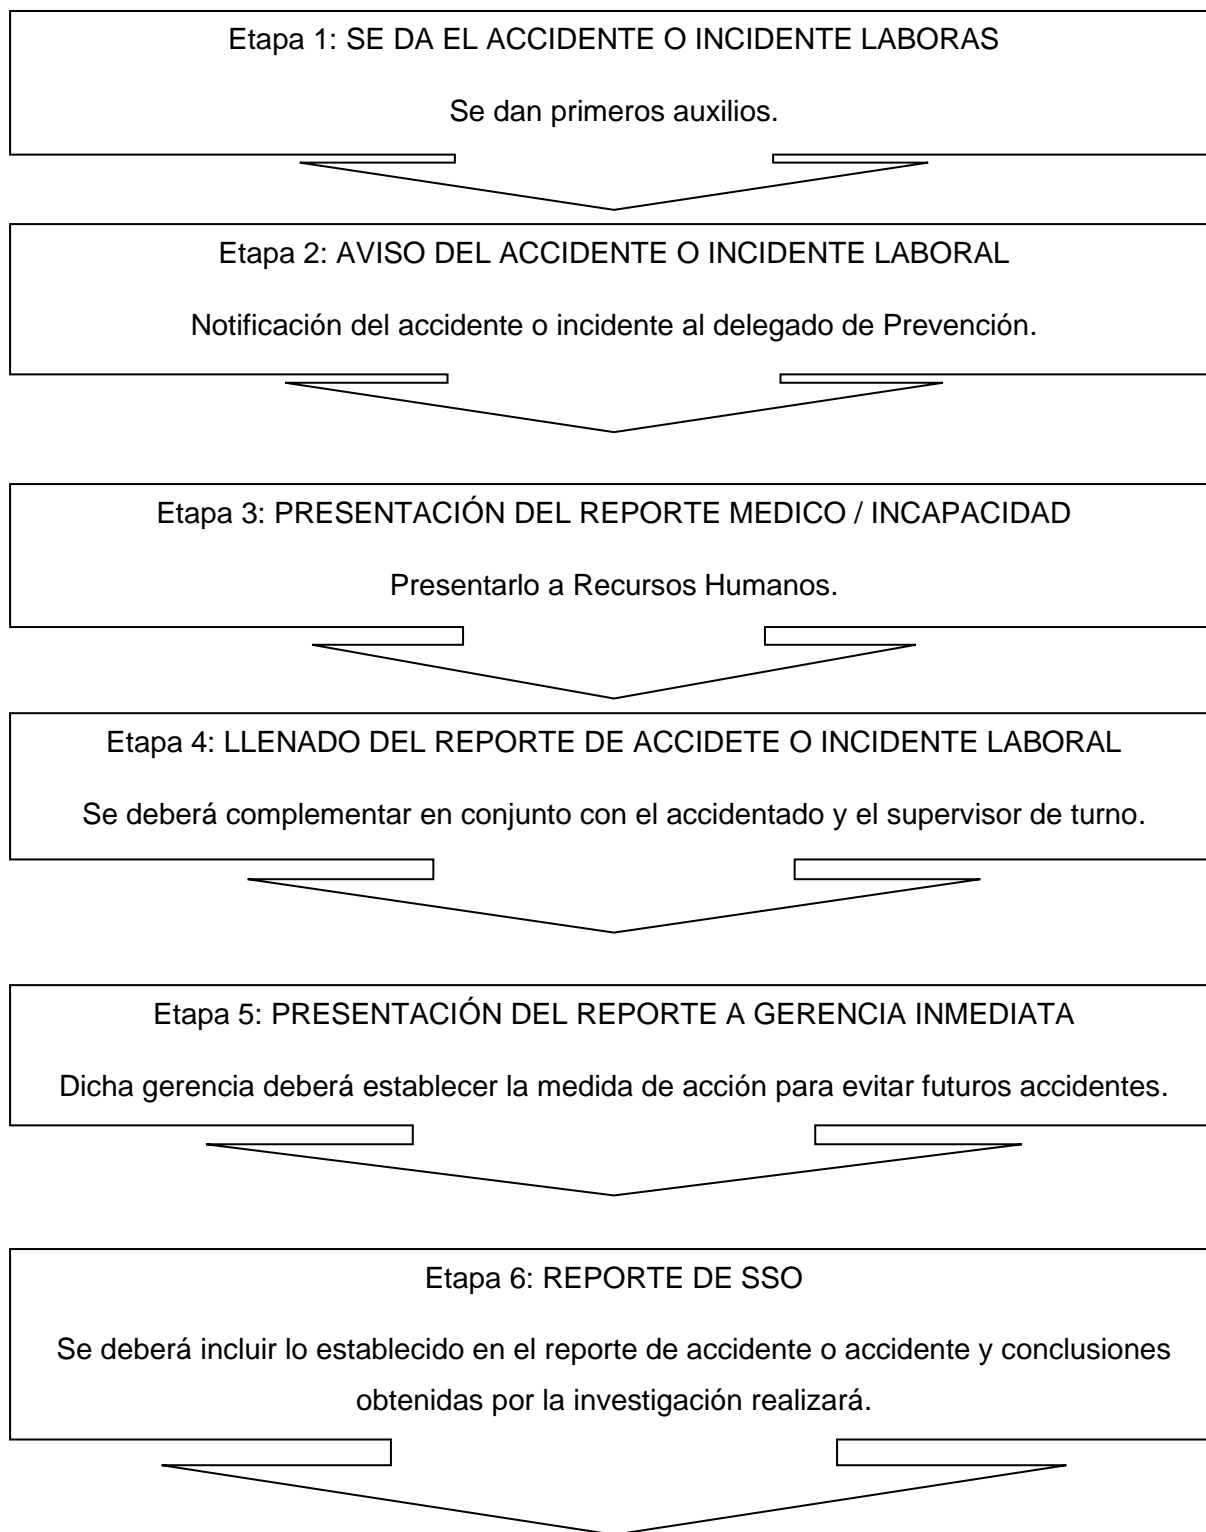 Etapa 1: SE DA EL ACCIDENTE O INCIDENTE LABORAS
Se dan primeros auxilios.
Etapa 2: AVISO DEL ACCIDENTE O INCIDENTE LABORAL
Notificación del accidente o incidente al delegado de Prevención.
Etapa 3: PRESENTACIÓN DEL REPORTE MEDICO / INCAPACIDAD
Presentarlo a Recursos Humanos.
Etapa 4: LLENADO DEL REPORTE DE ACCIDETE O INCIDENTE LABORAL
Se deberá complementar en conjunto con el accidentado y el supervisor de turno.
Etapa 5: PRESENTACIÓN DEL REPORTE A GERENCIA INMEDIATA
Dicha gerencia deberá establecer la medida de acción para evitar futuros accidentes.
Etapa 6: REPORTE DE SSO
Se deberá incluir lo establecido en el reporte de accidente o accidente y conclusiones
obtenidas por la investigación realizará.